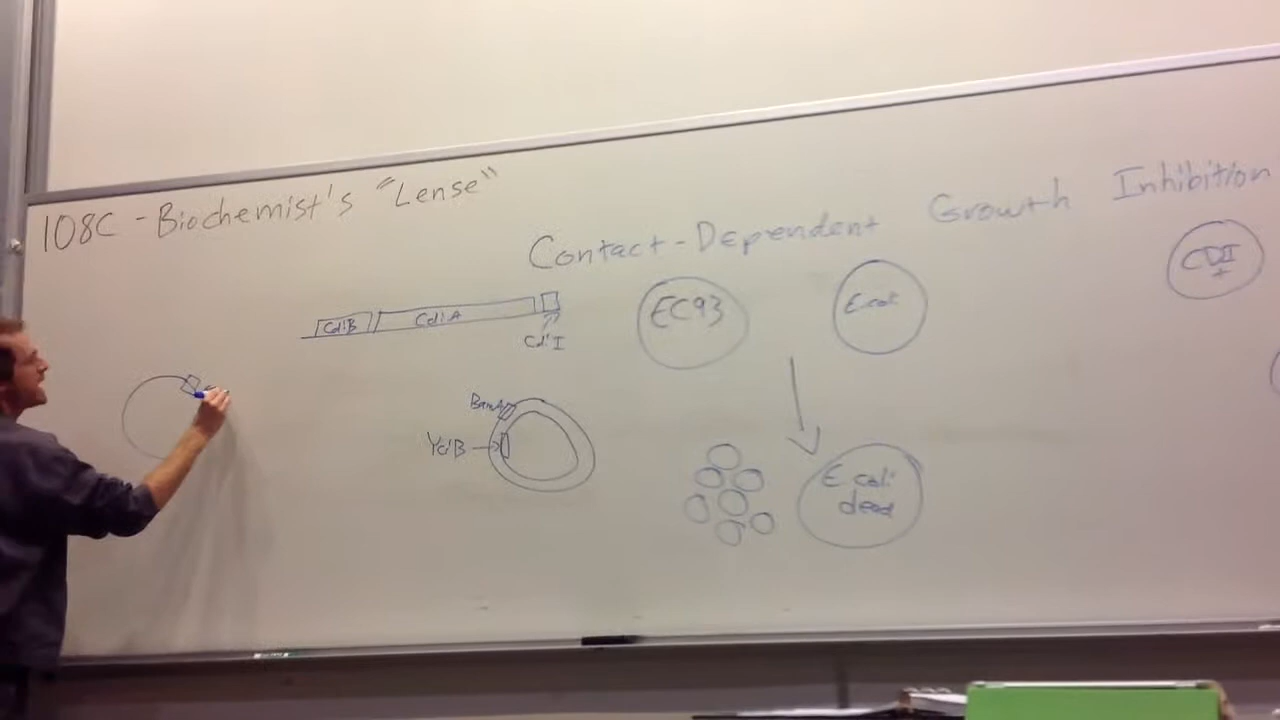 108C - Biochemist's "Lense"
Contact-Dependent Growth Inhibition
CdiB CdiA
CdiI
EC93
E.coli
CDI
+
BamA
YciB
E.coli
dead